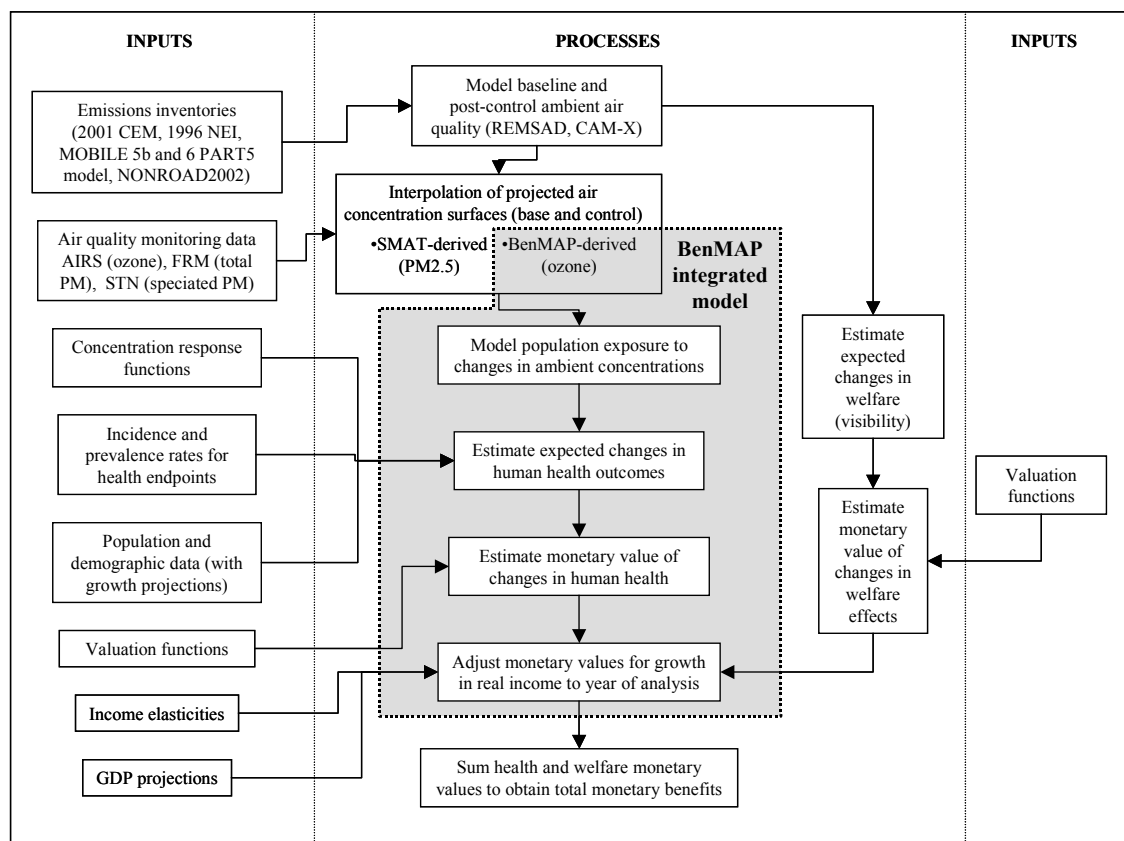 INPUTS
PROCESSES
INPUTS
Emissions inventories
(2001 CEM, 1996 NEI,
MOBILE 5b and 6 PART5
model, NONROAD2002)
Model baseline and
post-control ambient air
quality (REMSAD, CAM-X)
Air quality monitoring data
AIRS (ozone), FRM (total
PM),  STN (speciated PM)
Interpolation of projected air
concentration surfaces (base and control)
•SMAT-derived
(PM2.5)
•BenMAP-derived
(ozone)
BenMAP
integrated
model
Concentration response
functions
Model population exposure to
changes in ambient concentrations
Estimate
expected
changes in
welfare
(visibility)
Incidence and
prevalence rates for
health endpoints
Estimate expected changes in
human health outcomes
Valuation
functions
Population and
demographic data (with
growth projections)
Estimate monetary value of
changes in human health
Estimate
monetary
value of
changes in
welfare
effects
Valuation functions
Adjust monetary values for growth
in real income to year of analysis
Income elasticities
GDP projections
Sum health and welfare monetary
values to obtain total monetary benefits